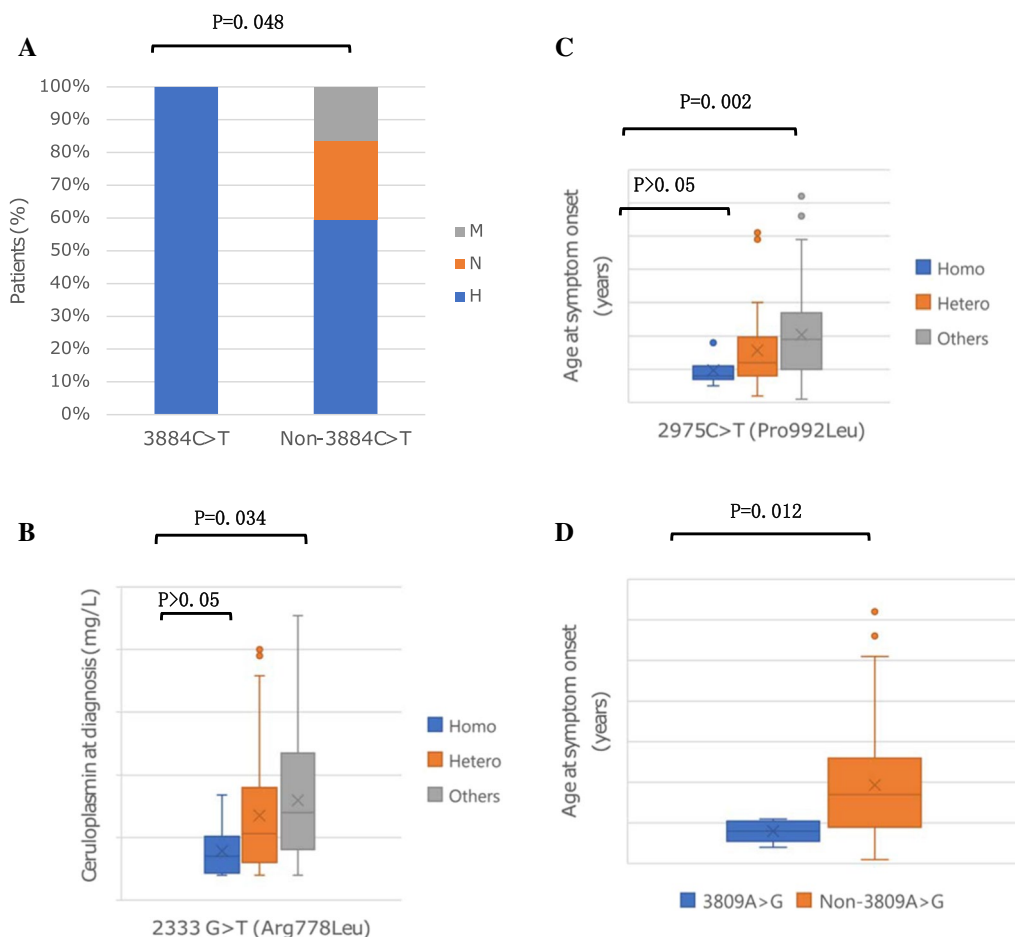 A
P=0.048
100%
90%
80%
70%
60%
50%
40%
30%
20%
10%
0%
Patients (%)
3884C>T
Non-3884C>T
M
N
H
C
P=0.002
P>0.05
Age at symptom onset
(years)
Homo
Hetero
Others
2975C>T (Pro992Leu)
B
P=0.034
P>0.05
Ceruloplasmin at diagnosis (mg/L)
Homo
Hetero
Others
2333 G>T (Arg778Leu)
D
P=0.012
Age at symptom onset
(years)
3809A>G
Non-3809A>G